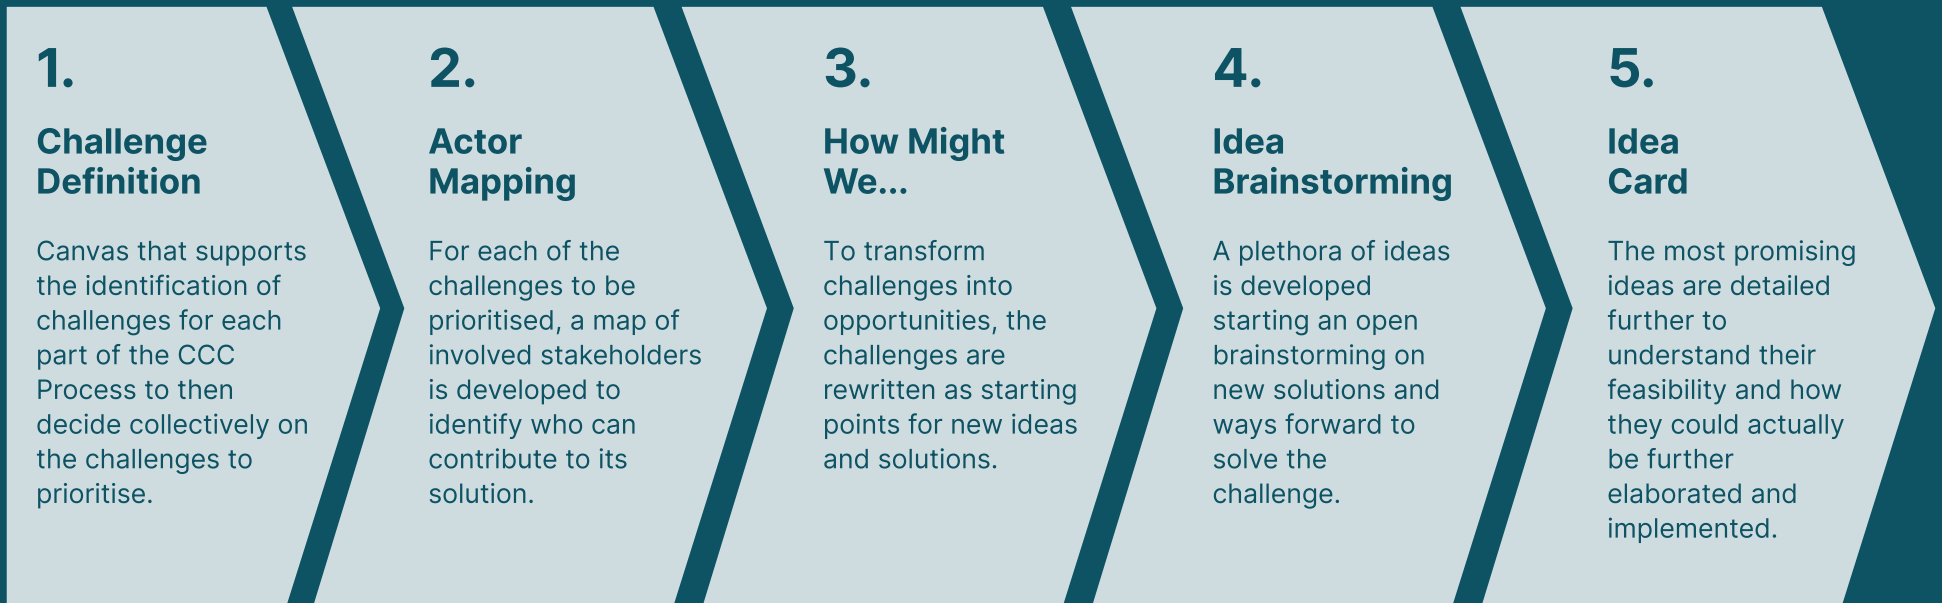 1.
Challenge
Definition
Canvas that supports
the identification of
challenges for each
part of the CCC
Process to then
decide collectively on
the challenges to
prioritise.
2.
Actor
Mapping
For each of the
challenges to be
prioritised, a map of
involved stakeholders
is developed to
identify who can
contribute to its
solution.
3.
How Might
We...
To transform
challenges into
opportunities, the
challenges are
rewritten as starting
points for new ideas
and solutions.
4.
Idea
Brainstorming
A plethora of ideas
is developed
starting an open
brainstorming on
new solutions and
ways forward to
solve the
challenge.
5.
Idea
Card
The most promising
ideas are detailed
further to
understand their
feasibility and how
they could actually
be further
elaborated and
implemented.